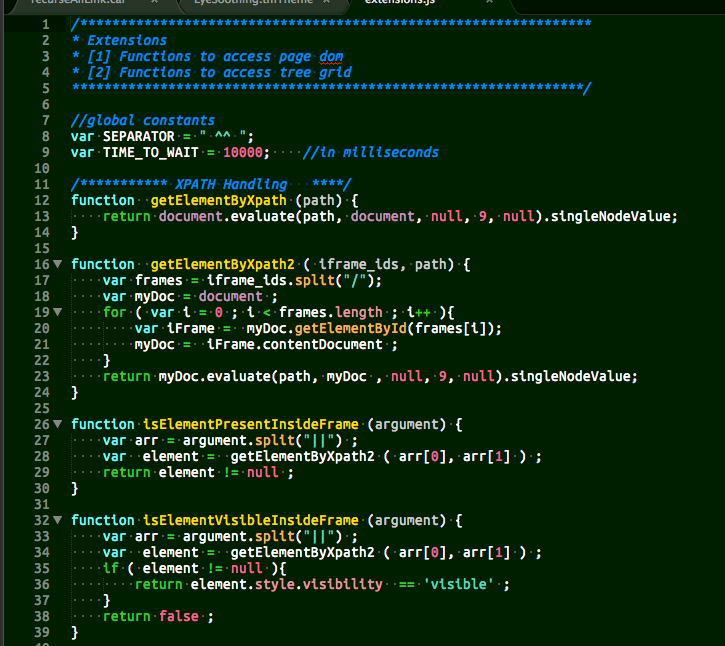 recurseAllLink.car × EyeSoothing.tmTheme × extensions.js ×
1 /****************************************************************
2 * Extensions
3 * [1] Functions to access page dom
4 * [2] Functions to access tree grid
5 ****************************************************************/
6
7 //global constants
8 var SEPARATOR = " ^^ ";
9 var TIME_TO_WAIT = 10000;    //in milliseconds
10
11 /*********** XPATH Handling   ****/
12 function  getElementByXpath (path) {
13     return document.evaluate(path, document, null, 9, null).singleNodeValue;
14 }
15
16 function  getElementByXpath2 ( iframe_ids, path) {
17     var frames = iframe_ids.split("/");
18     var myDoc = document ;
19     for ( var i = 0 ; i < frames.length ; i++ ){
20         var iFrame =  myDoc.getElementById(frames[i]);
21         myDoc =  iFrame.contentDocument ;
22     }
23     return myDoc.evaluate(path, myDoc , null, 9, null).singleNodeValue;
24 }
25
26 function isElementPresentInsideFrame (argument) {
27     var arr = argument.split("||") ;
28     var  element =  getElementByXpath2 ( arr[0], arr[1] ) ;
29     return element != null ;
30 }
31
32 function isElementVisibleInsideFrame (argument) {
33     var arr = argument.split("||") ;
34     var  element =  getElementByXpath2 ( arr[0], arr[1] ) ;
35     if ( element != null ){
36         return element.style.visibility  == 'visible' ;
37     }
38     return false ;
39 }